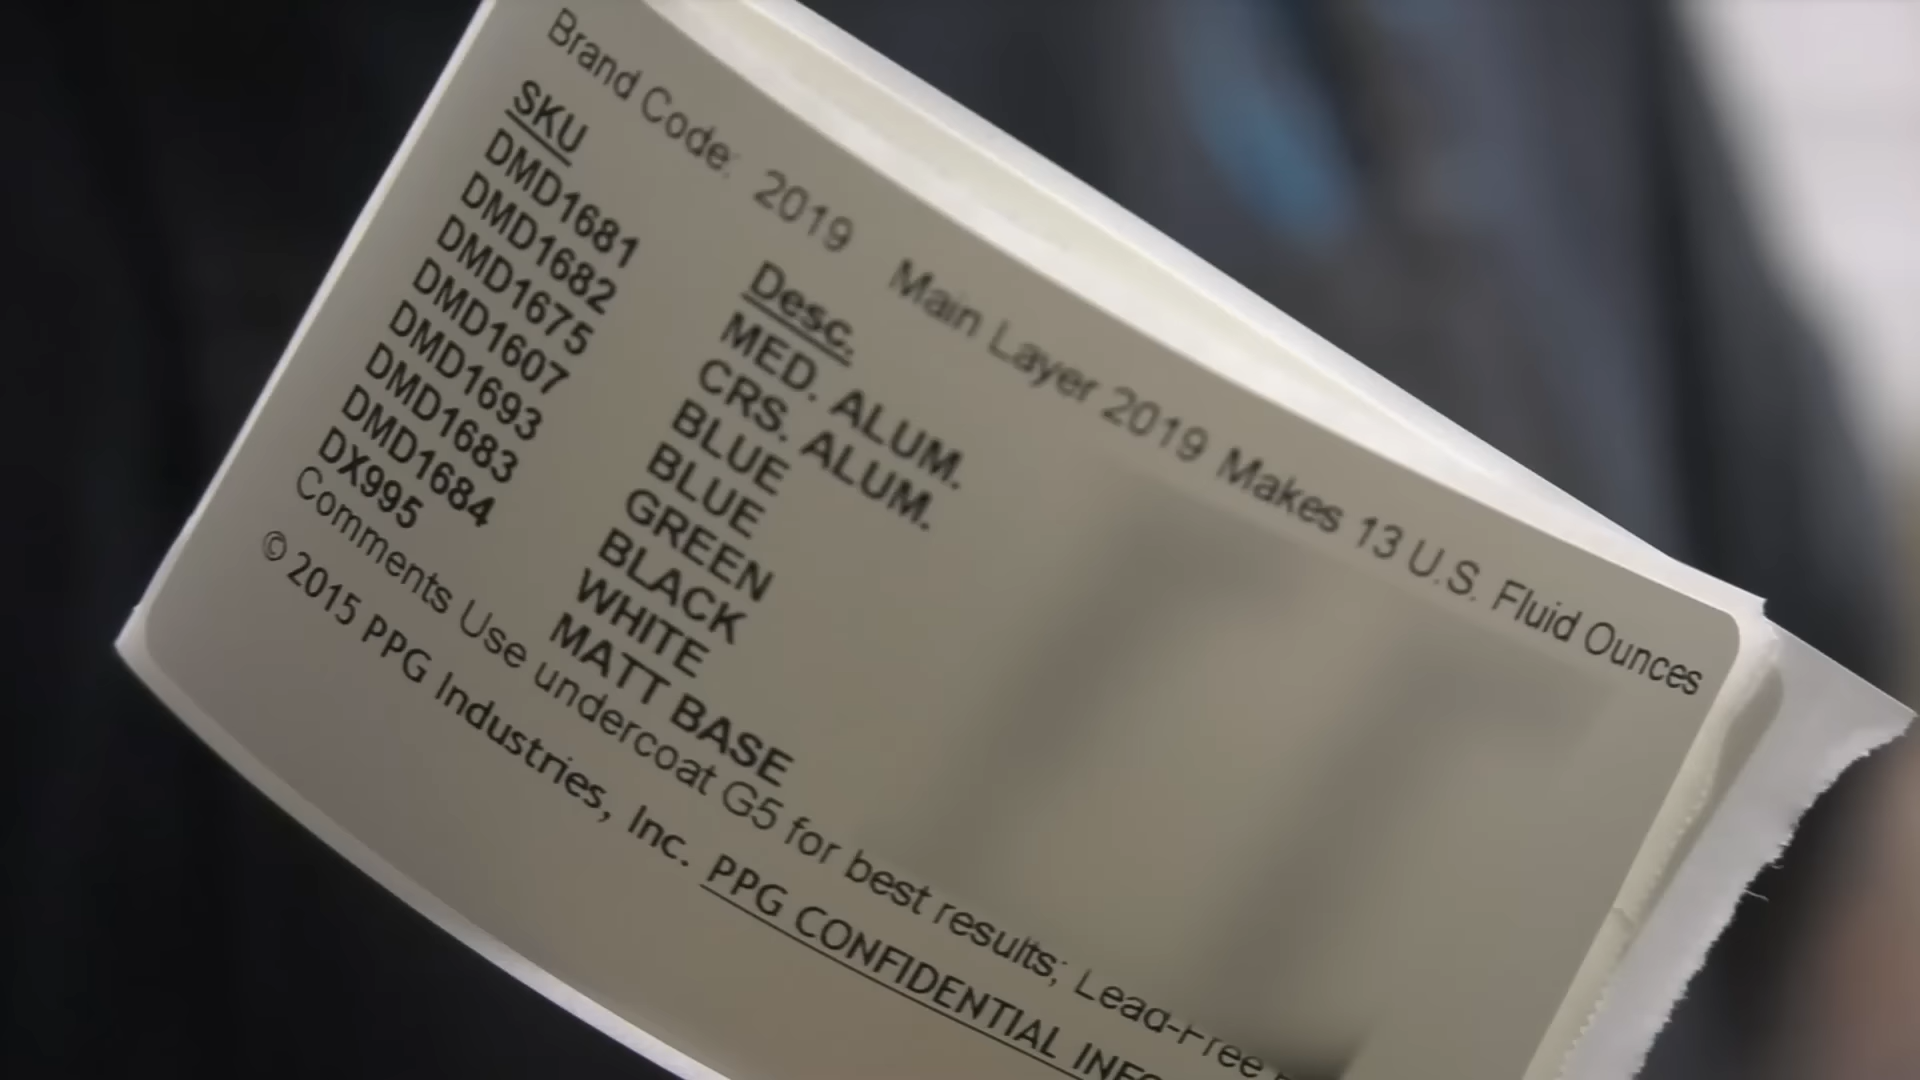 Brand Code: 2019 Main Layer 2019 Makes 13 U.S. Fluid Ounces
SKU Desc.
DMD1681 MED. ALUM.
DMD1682 CRS. ALUM.
DMD1675 BLUE
DMD1607 BLUE
DMD1693 GREEN
DMD1683 BLACK
DMD1684 WHITE
DX995 MATT BASE
Comments Use undercoat G5 for best results; Lead-Free
© 2015 PPG Industries, Inc. PPG CONFIDENTIAL